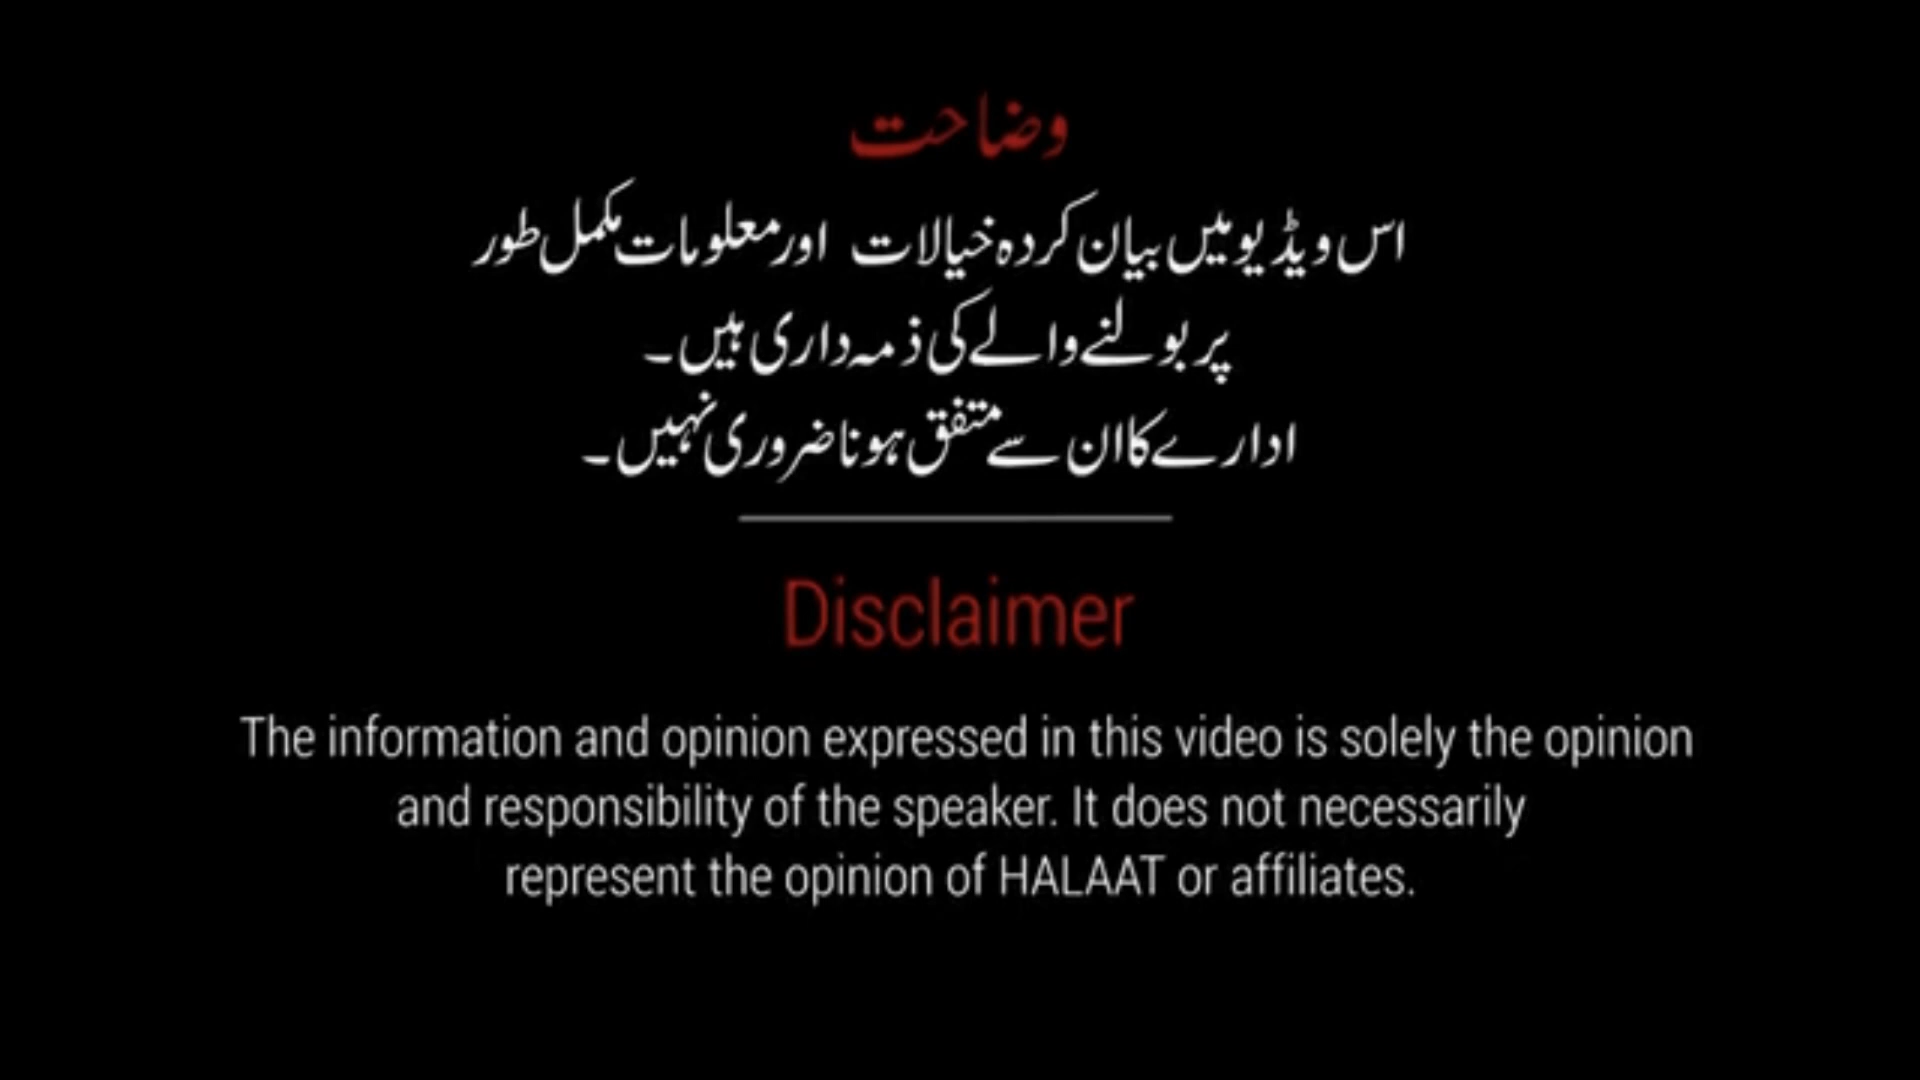 وضاحت
اس ویڈیو میں بیان کردہ خیالات اور معلومات مکمل طور
پر بولنے والے کی ذمہ داری ہیں۔
ادارے کا ان سے متفق ہونا ضروری نہیں۔
Disclaimer
The information and opinion expressed in this video is solely the opinion
and responsibility of the speaker. It does not necessarily
represent the opinion of HALAAT or affiliates.